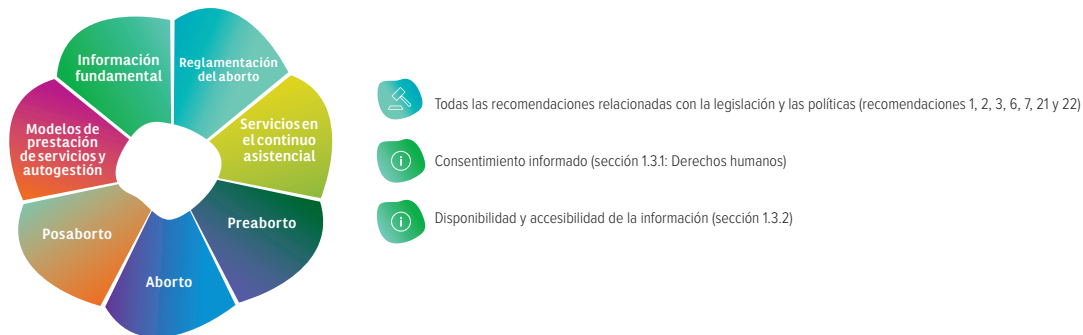 Información
fundamental
Reglamentación
del aborto
Servicios en
el continuo
asistencial
Preaborto
Aborto
Posaborto
Modelos de
prestación
de servicios y
autogestión
Todas las recomendaciones relacionadas con la legislación y las políticas (recomendaciones 1, 2, 3, 6, 7, 21 y 22)
Consentimiento informado (sección 1.3.1: Derechos humanos)
Disponibilidad y accesibilidad de la información (sección 1.3.2)